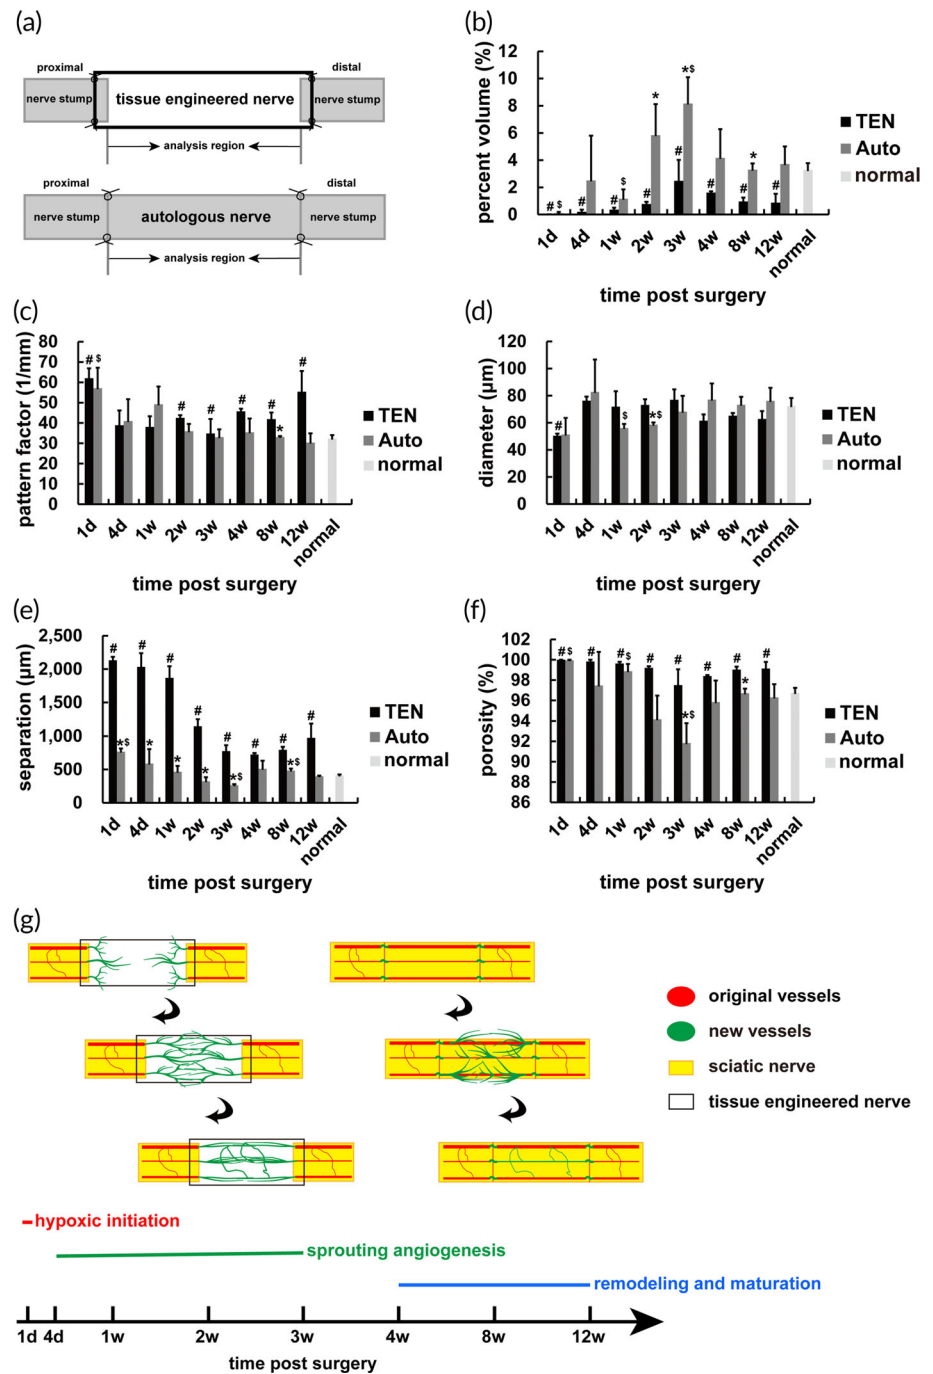 (a)
proximal distal
nerve stump tissue engineered nerve nerve stump
analysis region
proximal distal
nerve stump autologous nerve nerve stump
analysis region
(b)
percent volume (%)
12
10
8
6
4
2
0
# $ # # $ # * # * $ # # * #
1d 4d 1w 2w 3w 4w 8w 12w normal
time post surgery
TEN
Auto
normal
(c)
pattern factor (1/mm)
80
70
60
50
40
30
20
10
0
# $ # # # # * #
1d 4d 1w 2w 3w 4w 8w 12w normal
time post surgery
TEN
Auto
normal
(d)
diameter (µm)
120
100
80
60
40
20
0
# $ *$
1d 4d 1w 2w 3w 4w 8w 12w normal
time post surgery
TEN
Auto
normal
(e)
separation (µm)
2,500
2,000
1,500
1,000
500
0
# *$ # * # * # * # *$ # # *$ #
1d 4d 1w 2w 3w 4w 8w 12w normal
time post surgery
TEN
Auto
normal
(f)
porosity (%)
102
100
98
96
94
92
90
88
86
# $ # # $ # # *$ # # * #
1d 4d 1w 2w 3w 4w 8w 12w normal
time post surgery
TEN
Auto
normal
(g)
original vessels
new vessels
sciatic nerve
tissue engineered nerve
hypoxic initiation
sprouting angiogenesis
remodeling and maturation
1d 4d 1w 2w 3w 4w 8w 12w
time post surgery